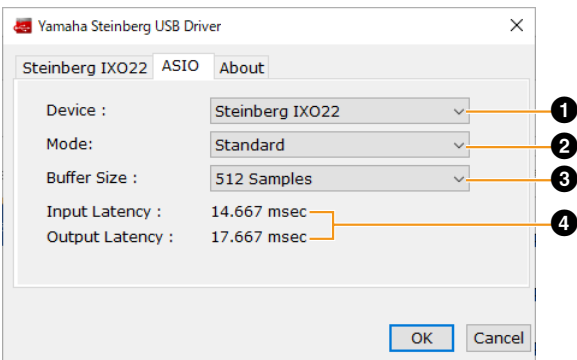 Yamaha Steinberg USB Driver
Steinberg IXO22 ASIO About
Device : Steinberg IXO22 1
Mode: Standard 2
Buffer Size : 512 Samples 3
Input Latency : 14.667 msec
4
Output Latency : 17.667 msec
OK Cancel